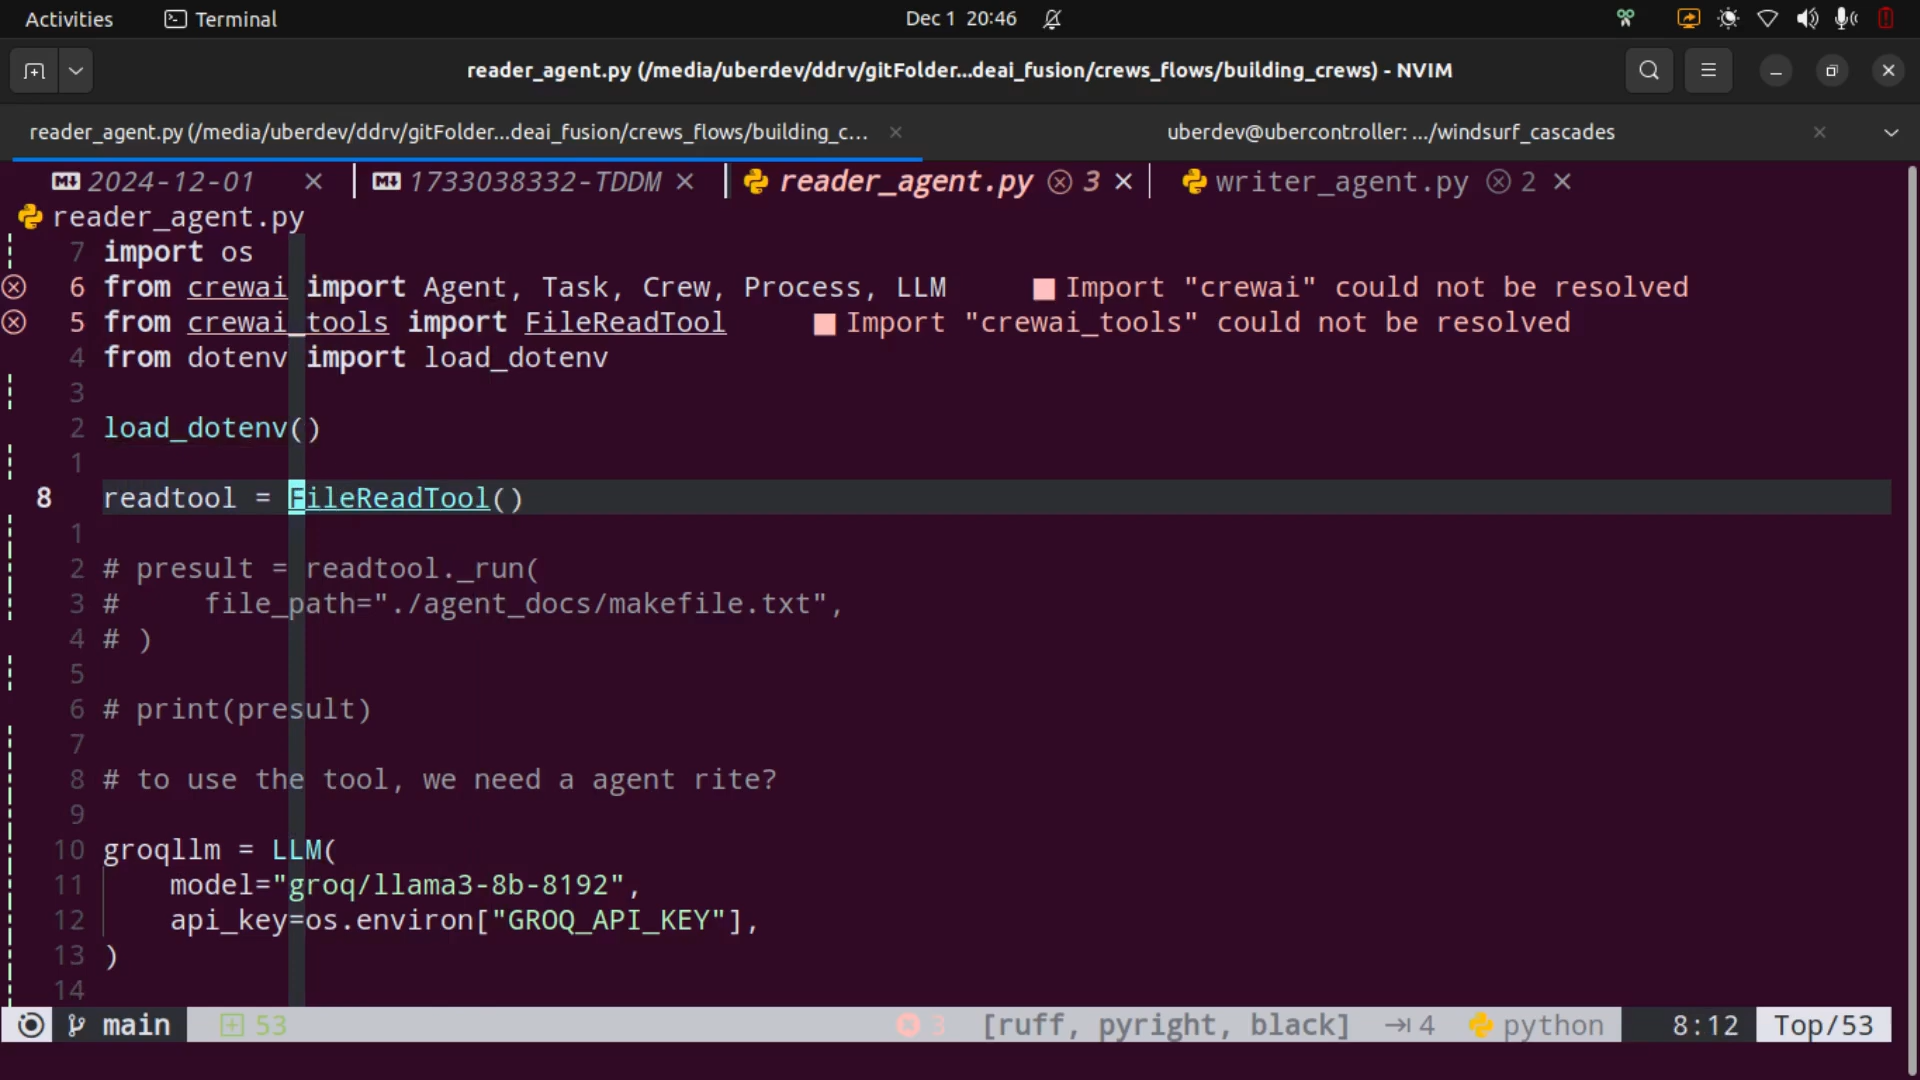 Activities Terminal Dec 1 20:46
reader_agent.py (/media/uberdev/ddrv/gitFolder...deai_fusion/crews_flows/building_crews) - NVIM
reader_agent.py (/media/uberdev/ddrv/gitFolder...deai_fusion/crews_flows/building_c... uberdev@ubercontroller: .../windsurf_cascades
2024-12-01 1733038332-TDDM reader_agent.py 3 writer_agent.py 2
reader_agent.py
7 import os
6 from crewai import Agent, Task, Crew, Process, LLM Import "crewai" could not be resolved
5 from crewai_tools import FileReadTool Import "crewai_tools" could not be resolved
4 from dotenv import load_dotenv
3
2 load_dotenv()
1
8 readtool = FileReadTool()
1
2 # presult = readtool._run(
3 #     file_path="./agent_docs/makefile.txt",
4 # )
5
6 # print(presult)
7
8 # to use the tool, we need a agent rite?
9
10 groqllm = LLM(
11     model="groq/llama3-8b-8192",
12     api_key=os.environ["GROQ_API_KEY"],
13 )
14
main 53 3 [ruff, pyright, black] 4 python 8:12 Top/53